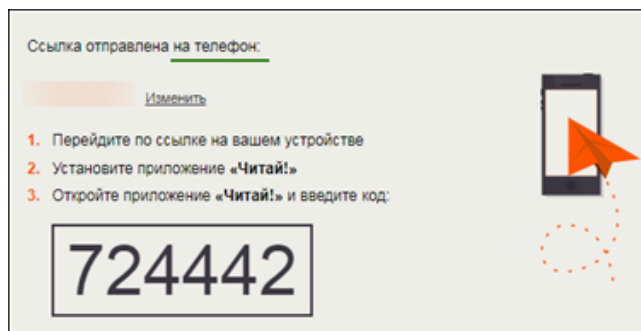 Ссылка отправлена на телефон:
Изменить
1. Перейдите по ссылке на вашем устройстве
2. Установите приложение «Читай!»
3. Откройте приложение «Читай!» и введите код:
724442